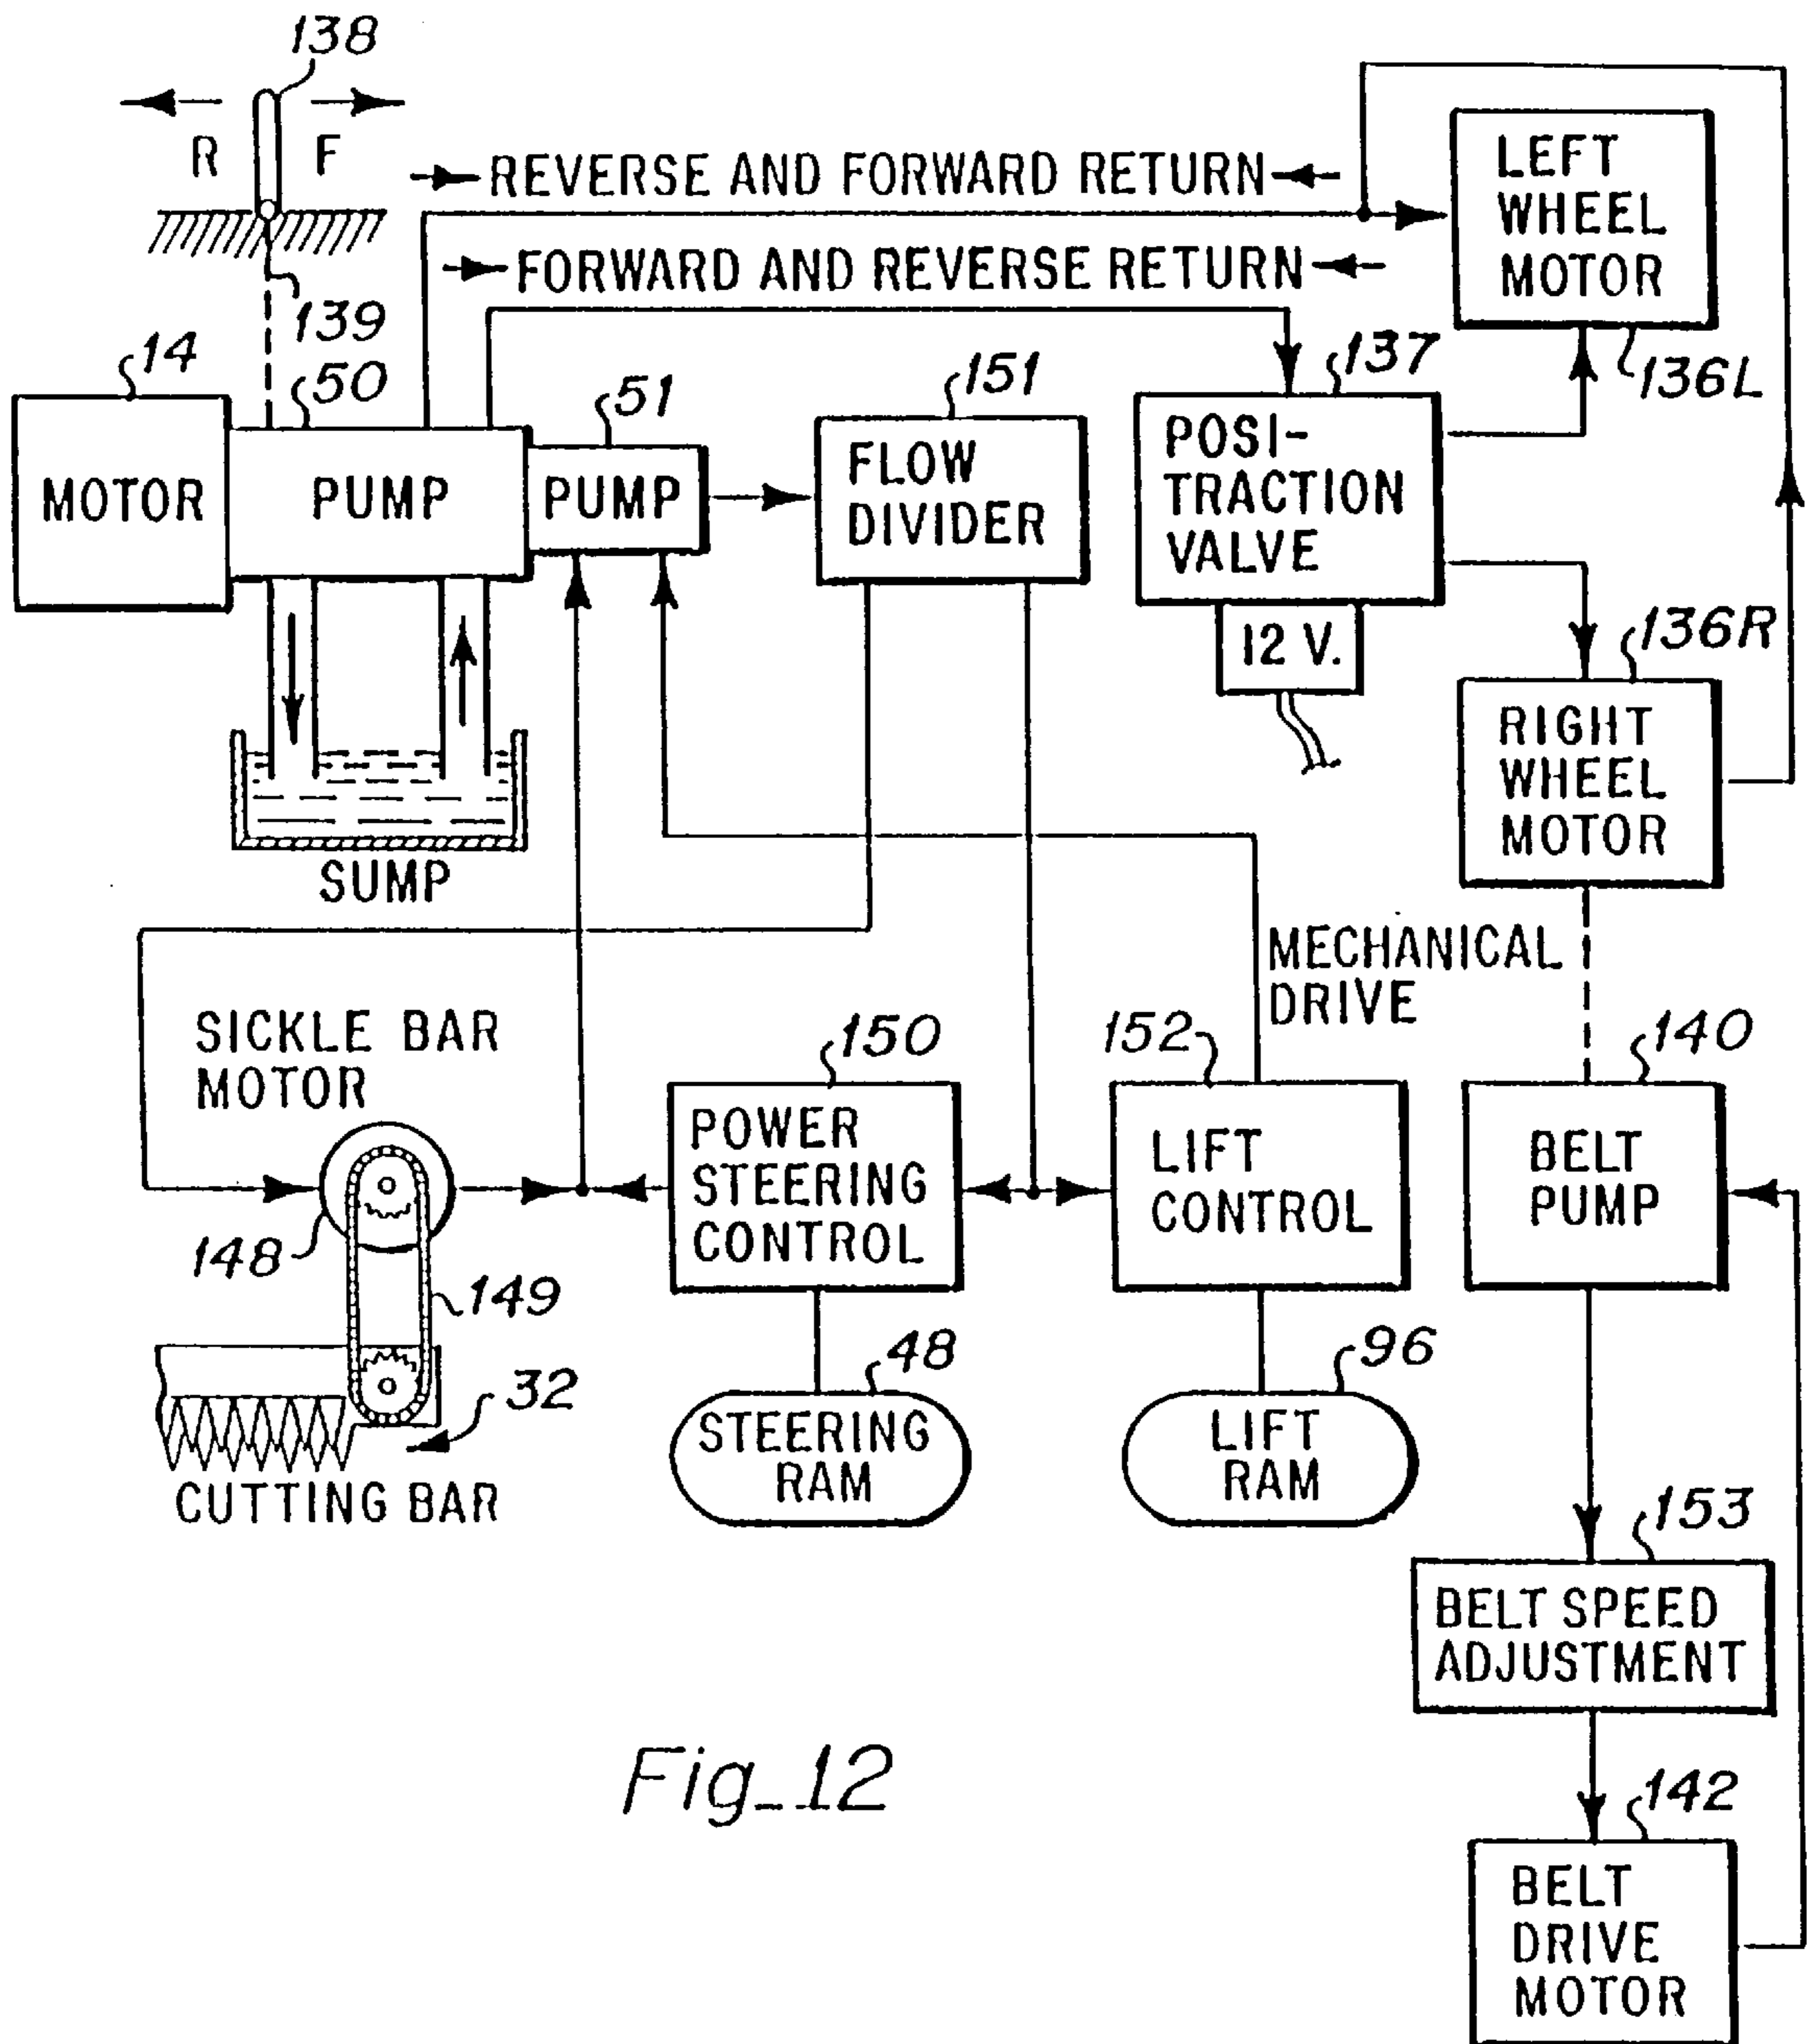 138
R F
REVERSE AND FORWARD RETURN
FORWARD AND REVERSE RETURN
139
LEFT
WHEEL
MOTOR
136L
14
MOTOR
50
PUMP
51
PUMP
151
FLOW
DIVIDER
137
POSI-
TRACTION
VALVE
12 V.
136R
RIGHT
WHEEL
MOTOR
SUMP
MECHANICAL
DRIVE
SICKLE BAR
MOTOR
148
149
32
CUTTING BAR
150
POWER
STEERING
CONTROL
48
STEERING
RAM
152
LIFT
CONTROL
96
LIFT
RAM
140
BELT
PUMP
153
BELT SPEED
ADJUSTMENT
142
BELT
DRIVE
MOTOR
Fig_12